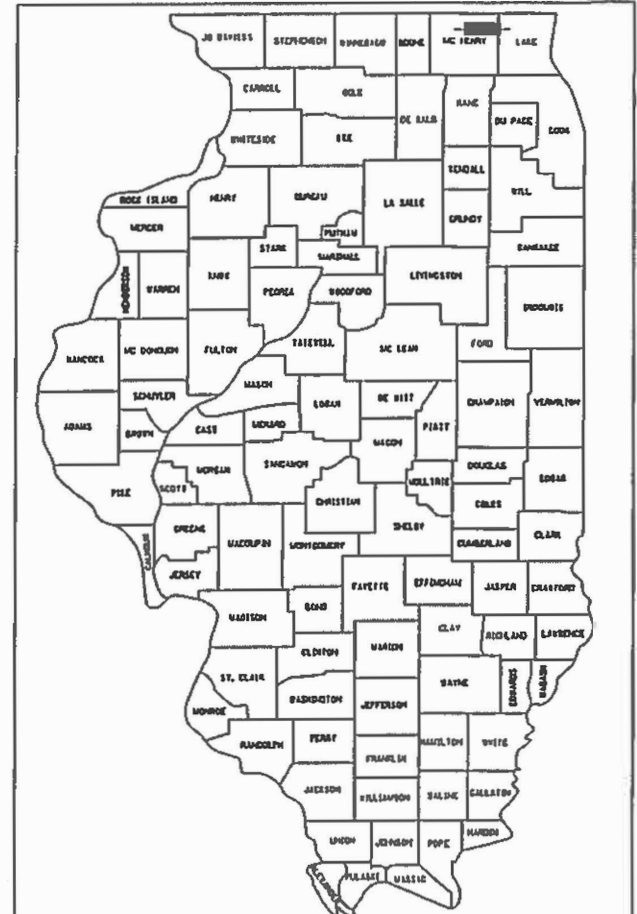 JO DAVIESS
STEPHENSON
WINNEBAGO
BOONE
MC HENRY
LAKE
CARROLL
OGLE
DE KALB
KANE
DU PAGE
COOK
WHITESIDE
LEE
KENDALL
WILL
ROCK ISLAND
HENRY
BUREAU
LA SALLE
GRUNDY
MERCER
PUTNAM
KANKAKEE
STARK
MARSHALL
HENDERSON
WARREN
KNOX
PEORIA
WOODFORD
LIVINGSTON
IROQUOIS
HANCOCK
MC DONOUGH
FULTON
TAZEWELL
MC LEAN
FORD
MASON
SCHUYLER
LOGAN
DE WITT
CHAMPAIGN
VERMILION
ADAMS
BROWN
CASS
MENARD
MACON
PIATT
PIKE
SCOTT
MORGAN
SANGAMON
CHRISTIAN
MOULTRIE
DOUGLAS
EDGAR
COLES
GREENE
MACOUPIN
MONTGOMERY
SHELBY
CUMBERLAND
CLARK
CALHOUN
JERSEY
FAYETTE
EFFINGHAM
JASPER
CRAWFORD
MADISON
BOND
CLAY
RICHLAND
LAWRENCE
CLINTON
MARION
ST. CLAIR
WAYNE
EDWARDS
WABASH
WASHINGTON
JEFFERSON
MONROE
RANDOLPH
PERRY
HAMILTON
WHITE
FRANKLIN
JACKSON
WILLIAMSON
SALINE
GALLATIN
UNION
JOHNSON
POPE
HARDIN
ALEXANDER
PULASKI
MASSAC